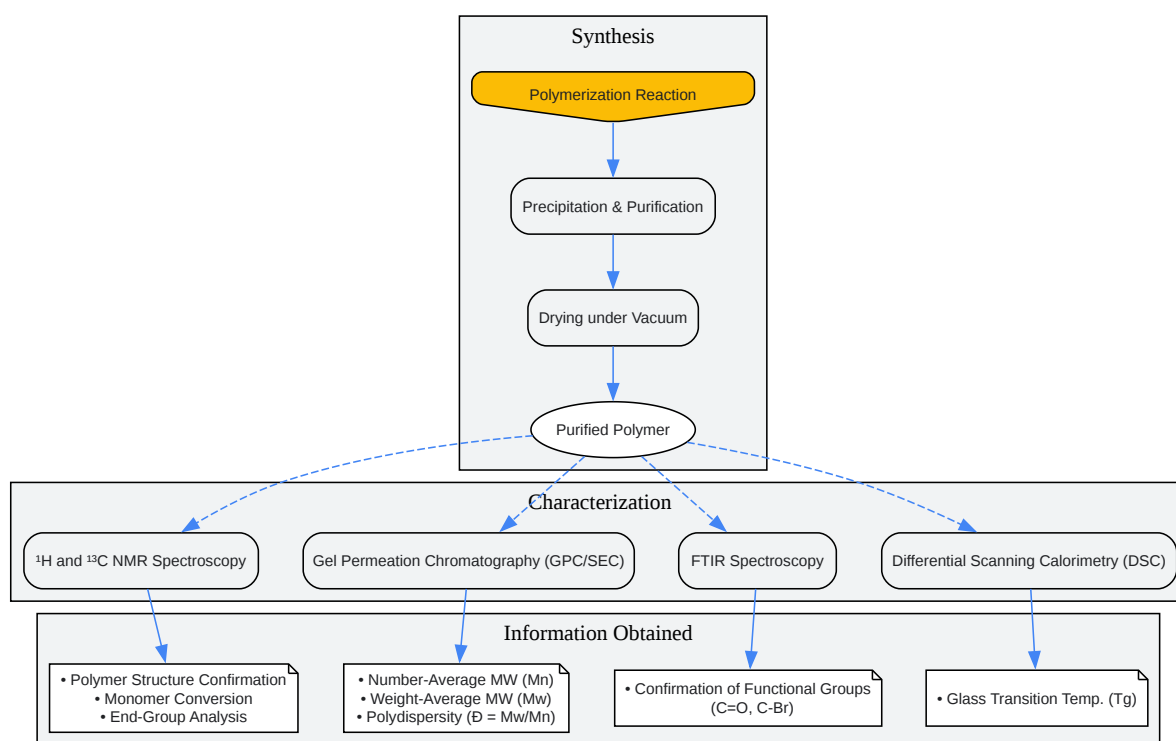 Synthesis
Polymerization Reaction
Precipitation & Purification
Drying under Vacuum
Purified Polymer
Characterization
¹H and ¹³C NMR Spectroscopy
Gel Permeation Chromatography (GPC/SEC)
FTIR Spectroscopy
Differential Scanning Calorimetry (DSC)
Information Obtained
• Polymer Structure Confirmation
• Monomer Conversion
• End-Group Analysis
• Number-Average MW (Mn)
• Weight-Average MW (Mw)
• Polydispersity (Đ = Mw/Mn)
• Confirmation of Functional Groups
(C=O, C-Br)
• Glass Transition Temp. (Tg)